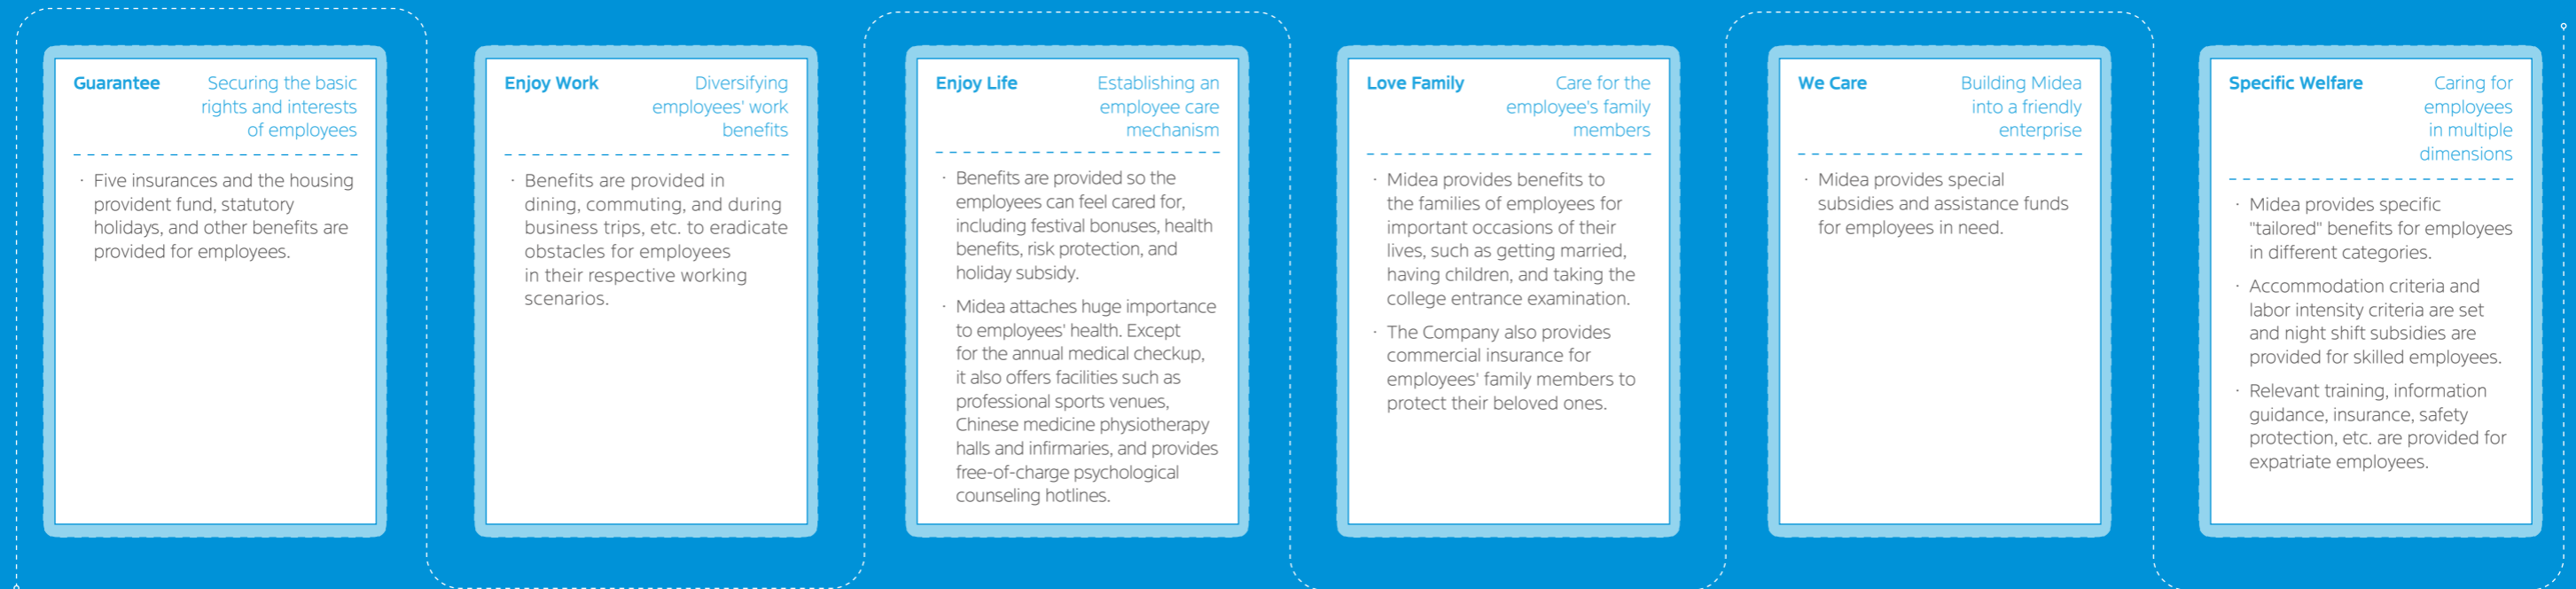 Guarantee
Securing the basic
rights and interests
of employees
· Five insurances and the housing
provident fund, statutory
holidays, and other benefits are
provided for employees.
Enjoy Work
Diversifying
employees' work
benefits
· Benefits are provided in
dining, commuting, and during
business trips, etc. to eradicate
obstacles for employees
in their respective working
scenarios.
Enjoy Life
Establishing an
employee care
mechanism
· Benefits are provided so the
employees can feel cared for,
including festival bonuses, health
benefits, risk protection, and
holiday subsidy.
· Midea attaches huge importance
to employees' health. Except
for the annual medical checkup,
it also offers facilities such as
professional sports venues,
Chinese medicine physiotherapy
halls and infirmaries, and provides
free-of-charge psychological
counseling hotlines.
Love Family
Care for the
employee's family
members
· Midea provides benefits to
the families of employees for
important occasions of their
lives, such as getting married,
having children, and taking the
college entrance examination.
· The Company also provides
commercial insurance for
employees' family members to
protect their beloved ones.
We Care
Building Midea
into a friendly
enterprise
· Midea provides special
subsidies and assistance funds
for employees in need.
Specific Welfare
Caring for
employees
in multiple
dimensions
· Midea provides specific
"tailored" benefits for employees
in different categories.
· Accommodation criteria and
labor intensity criteria are set
and night shift subsidies are
provided for skilled employees.
· Relevant training, information
guidance, insurance, safety
protection, etc. are provided for
expatriate employees.